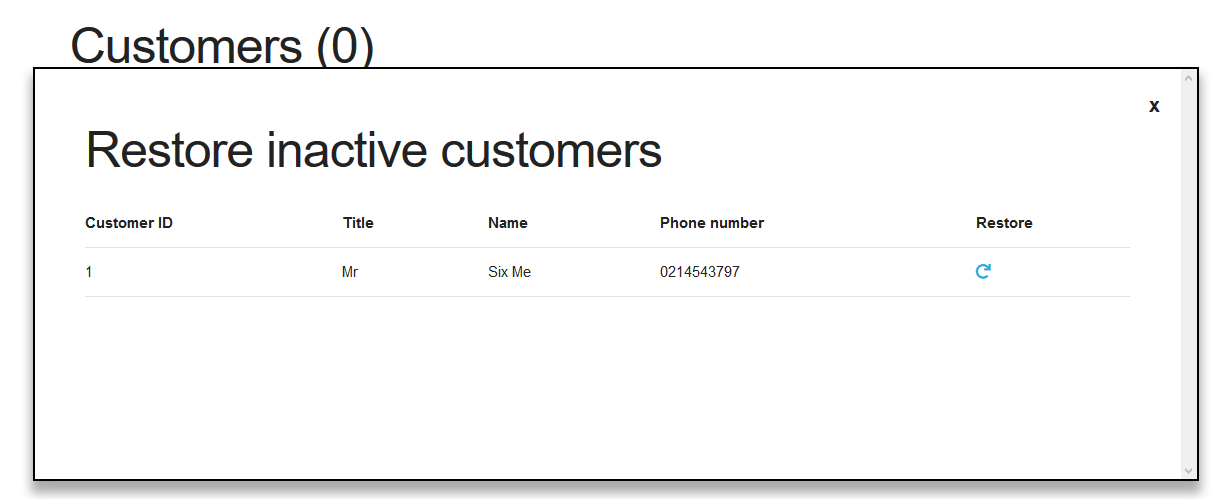 Customers (0)
x
Restore inactive customers
Customer ID Title Name Phone number Restore
1 Mr Six Me 0214543797